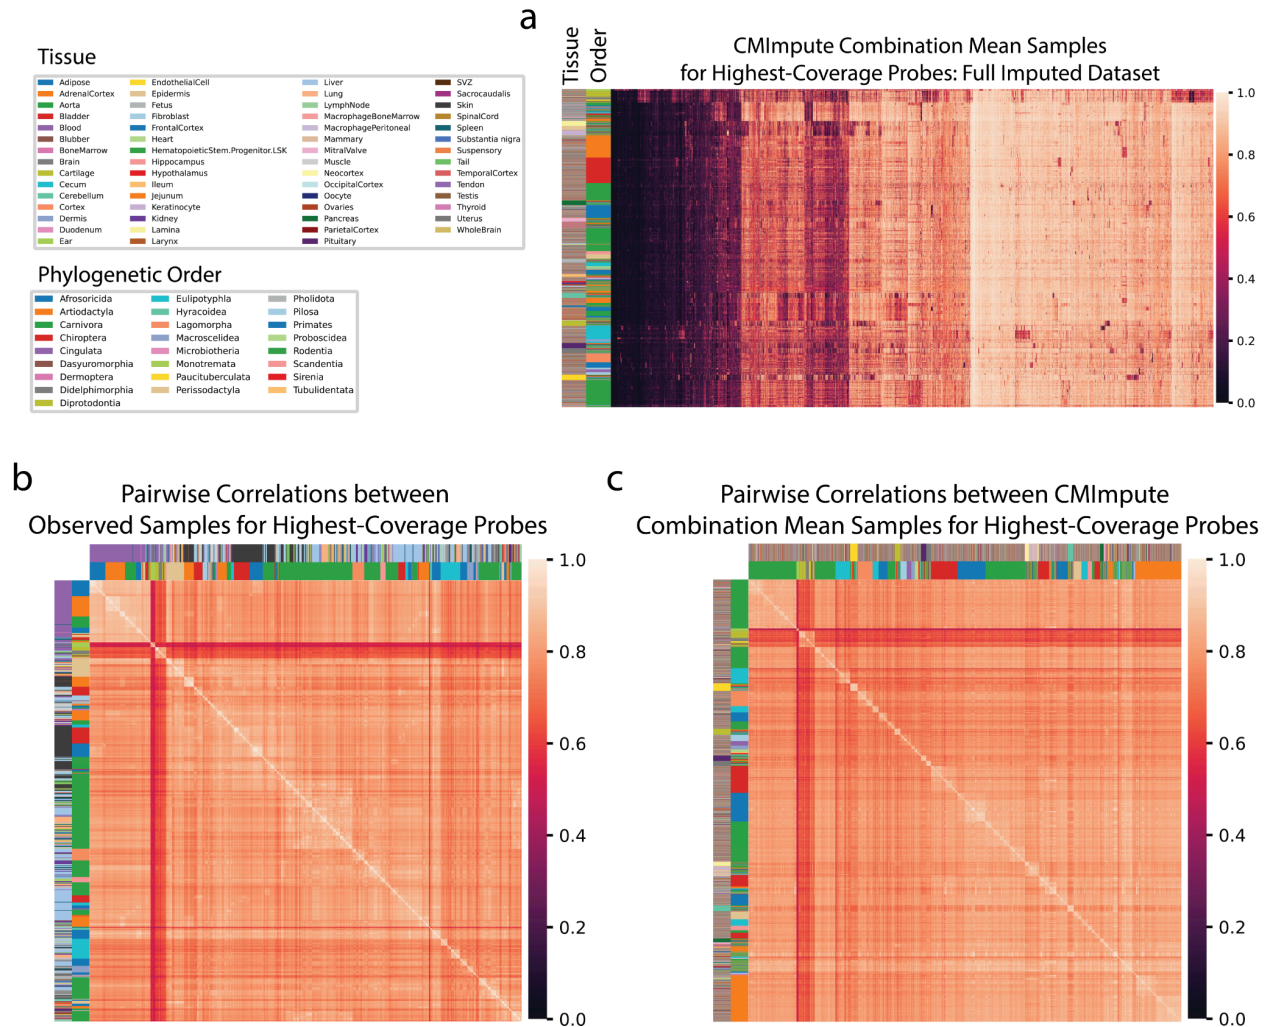 Tissue
Adipose
AdrenalCortex
Aorta
Bladder
Blood
Blubber
BoneMarrow
Brain
Cartilage
Cecum
Cerebellum
Cortex
Dermis
Duodenum
Ear
EndothelialCell
Epidermis
Fetus
Fibroblast
FrontalCortex
Heart
HematopoieticStem.Progenitor.LSK
Hippocampus
Hypothalamus
Ileum
Jejunum
Keratinocyte
Kidney
Lamina
Larynx
Liver
Lung
LymphNode
MacrophageBoneMarrow
MacrophagePeritoneal
Mammary
MitralValve
Muscle
Neocortex
OccipitalCortex
Oocyte
Ovaries
Pancreas
ParietalCortex
Pituitary
SVZ
Sacrocaudalis
Skin
SpinalCord
Spleen
Substantia nigra
Suspensory
Tail
TemporalCortex
Tendon
Testis
Thyroid
Uterus
WholeBrain
Phylogenetic Order
Afrosoricida
Artiodactyla
Carnivora
Chiroptera
Cingulata
Dasyuromorphia
Dermoptera
Didelphimorphia
Diprotodontia
Eulipotyphla
Hyracoidea
Lagomorpha
Macroscelidea
Microbiotheria
Monotremata
Paucituberculata
Perissodactyla
Pholidota
Pilosa
Primates
Proboscidea
Rodentia
Scandentia
Sirenia
Tubulidentata
a
Tissue
Order
CMImpute Combination Mean Samples
for Highest-Coverage Probes: Full Imputed Dataset
1.0
0.8
0.6
0.4
0.2
0.0
b
Pairwise Correlations between
Observed Samples for Highest-Coverage Probes
1.0
0.8
0.6
0.4
0.2
0.0
c
Pairwise Correlations between CMImpute
Combination Mean Samples for Highest-Coverage Probes
1.0
0.8
0.6
0.4
0.2
0.0